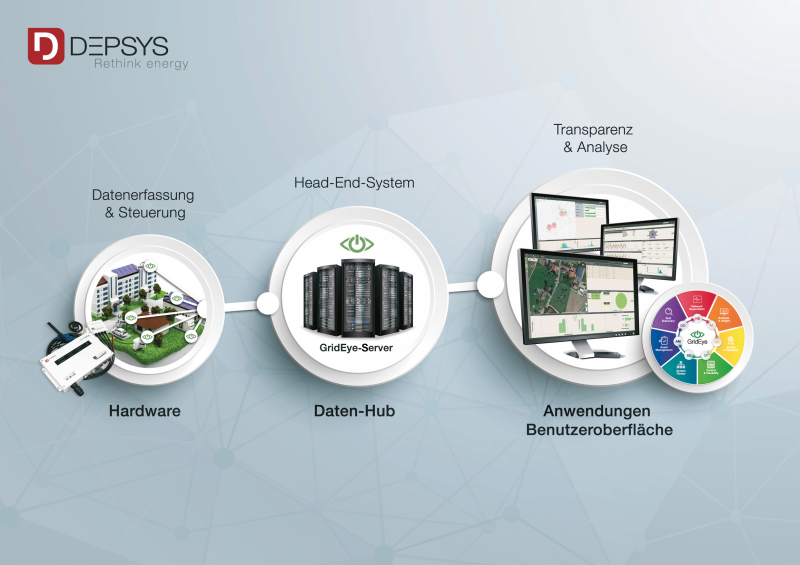 DEPSYS
Rethink energy
Datenerfassung
& Steuerung
Head-End-System
Transparenz
& Analyse
GridEye-Server
GridEye
Hardware
Daten-Hub
Anwendungen
Benutzeroberfläche